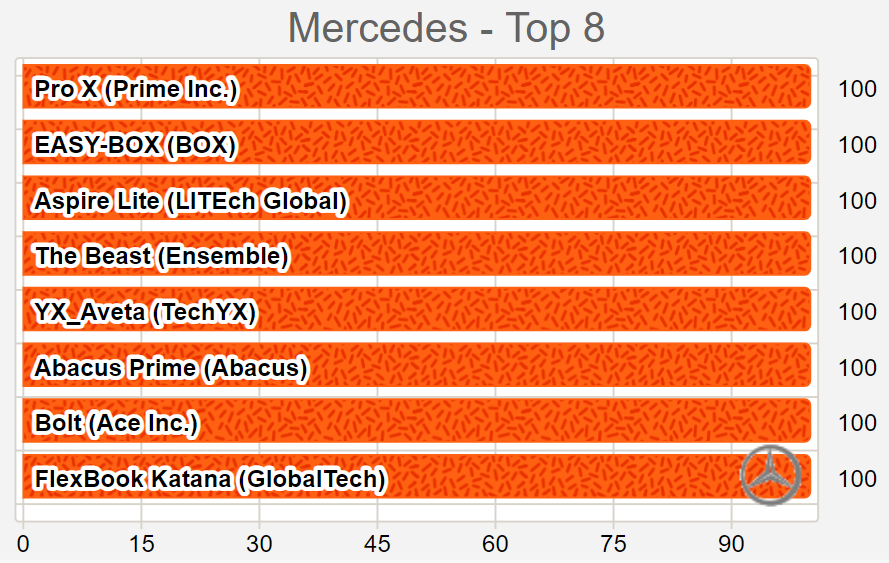 Mercedes - Top 8
Pro X (Prime Inc.) 100
EASY-BOX (BOX) 100
Aspire Lite (LITEch Global) 100
The Beast (Ensemble) 100
YX_Aveta (TechYX) 100
Abacus Prime (Abacus) 100
Bolt (Ace Inc.) 100
FlexBook Katana (GlobalTech) 100
0 15 30 45 60 75 90